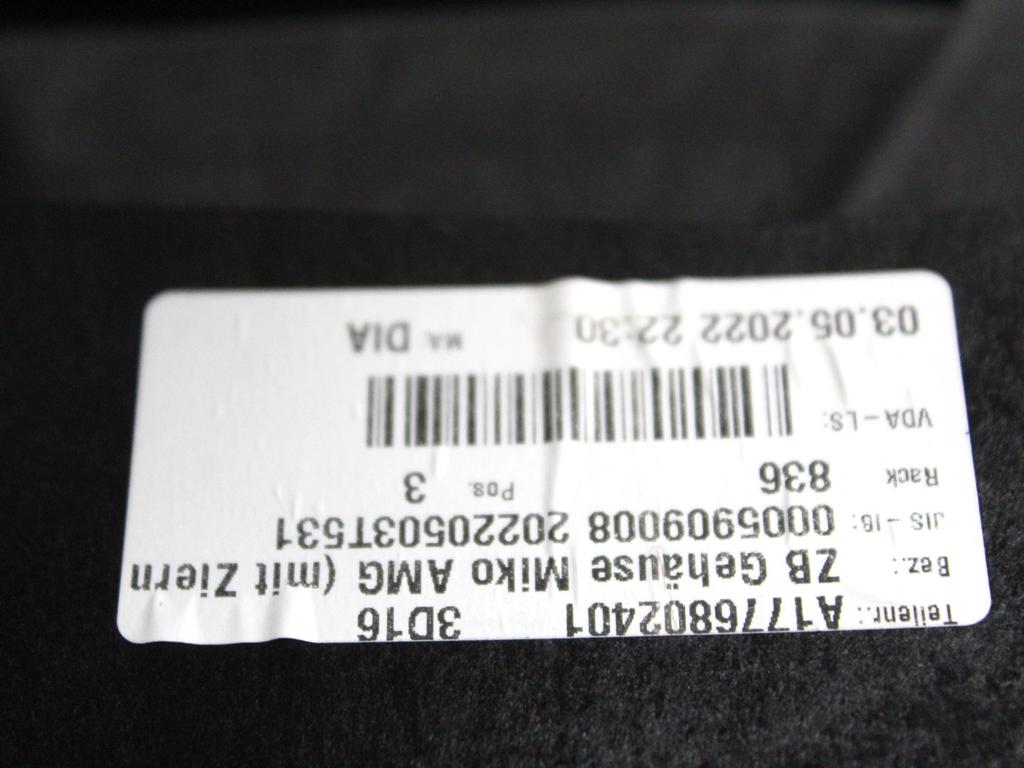 Teilenr.: A1776802401 3D16
Bez.: ZB Gehäuse Miko AMG (mit Ziern
JIS-IG: 0005909008 20220503T531
Rack 836 Pos. 3
VDA-LS:
03.05.2022 22:30 MA: DIA